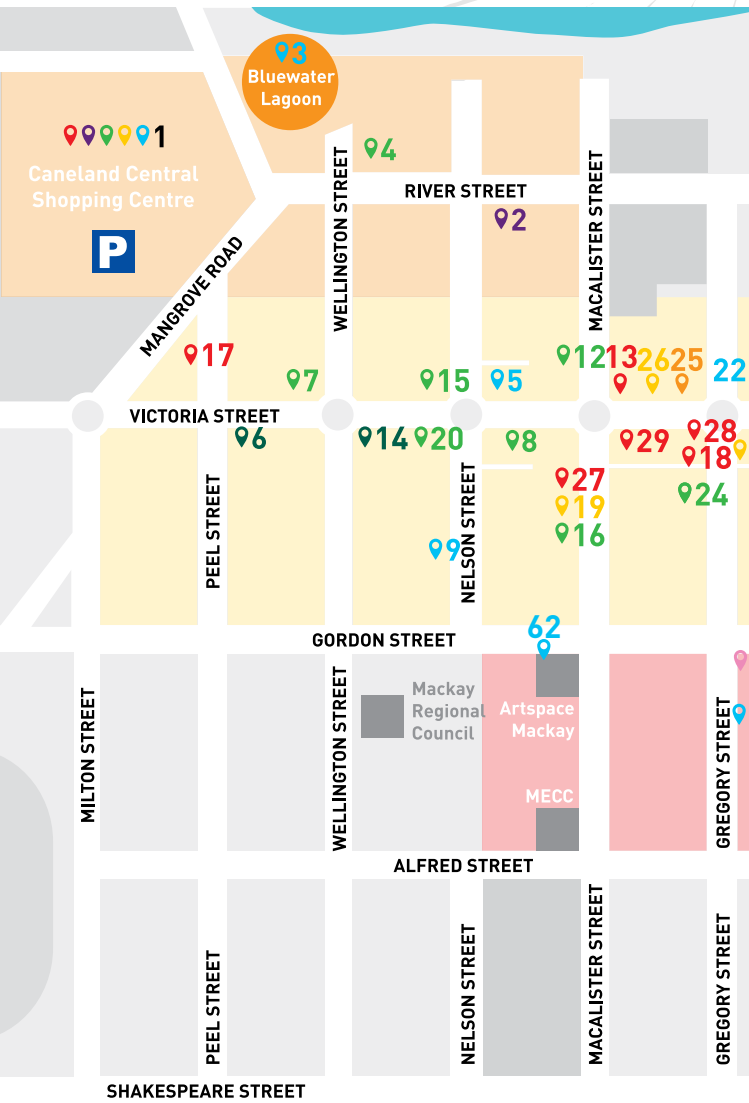 3
Bluewater
Lagoon
1
Caneland Central
Shopping Centre
P
4
RIVER STREET
2
WELLINGTON STREET
MACALISTER STREET
MANGROVE ROAD
17
7
15
5
12
13
26
25
22
VICTORIA STREET
6
14
20
8
29
28
18
27
19
16
24
PEEL STREET
NELSON STREET
9
62
GORDON STREET
Mackay
Regional
Council
Artspace
Mackay
MECC
MILTON STREET
WELLINGTON STREET
GREGORY STREET
ALFRED STREET
PEEL STREET
NELSON STREET
MACALISTER STREET
GREGORY STREET
SHAKESPEARE STREET